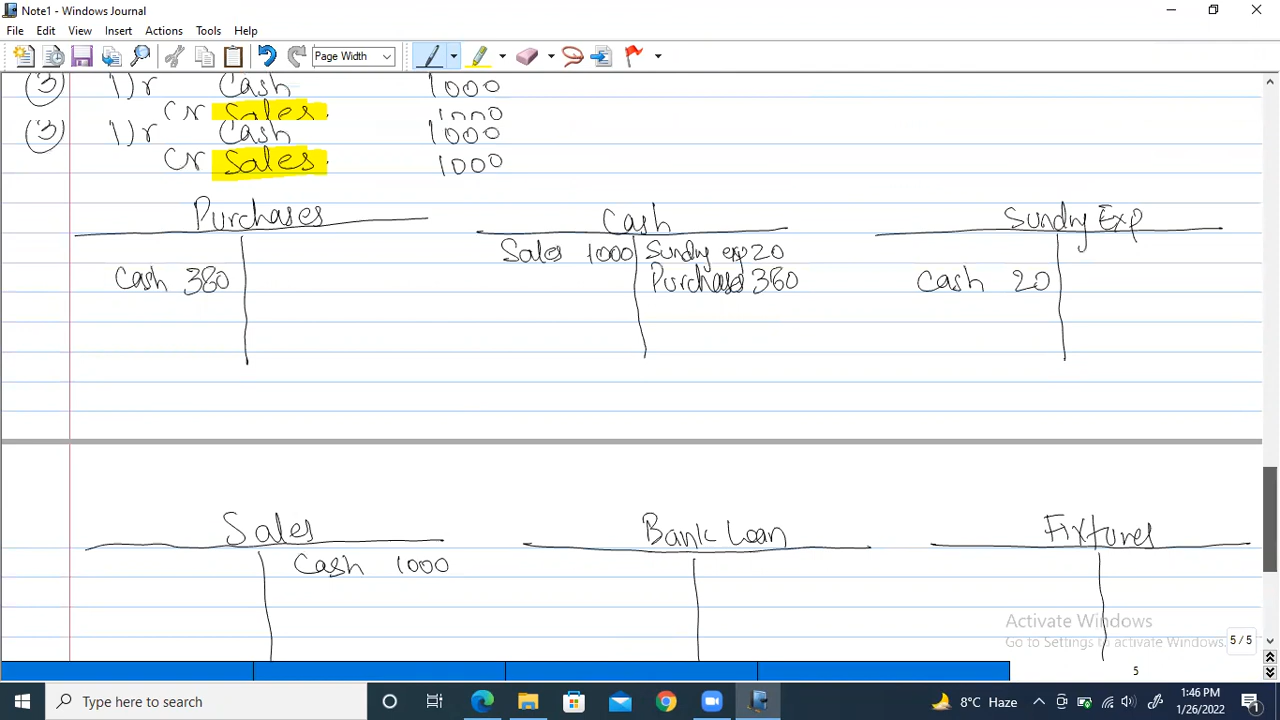 Note1 - Windows Journal
File Edit View Insert Actions Tools Help
Page Width
(3) Dr Cash 1000
Cr Sales. 1000
(3) Dr Cash 1000
Cr Sales. 1000
Purchases Cash Sundry Exp
Sales 1000 Sundry exp 20
Cash 380 Purchases 380 Cash 20
Sales Bank Loan Fixtures
Cash 1000
Activate Windows
Go to Settings to activate Windows.
5 / 5
5
Type here to search
8°C Haze
1:46 PM
1/26/2022
1